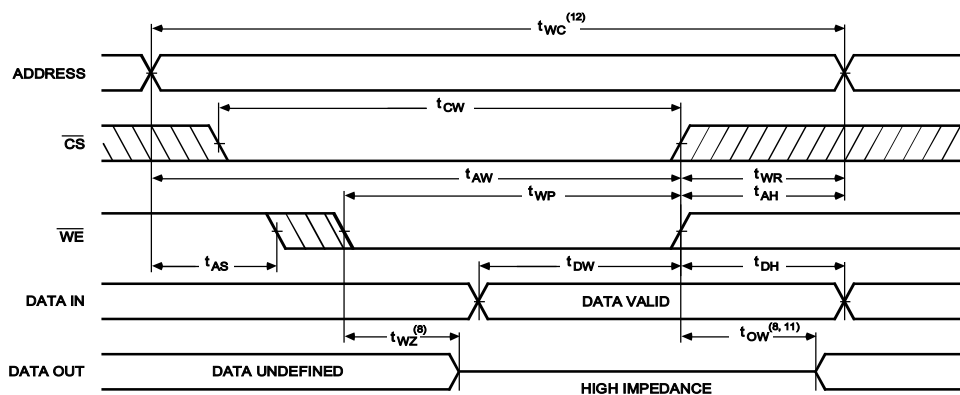 tWC(12)
ADDRESS
tCW
CS
tAW
tWR
tWP
tAH
WE
tAS
tDW
tDH
DATA IN
DATA VALID
tWZ(8)
tOW(8, 11)
DATA OUT
DATA UNDEFINED
HIGH IMPEDANCE